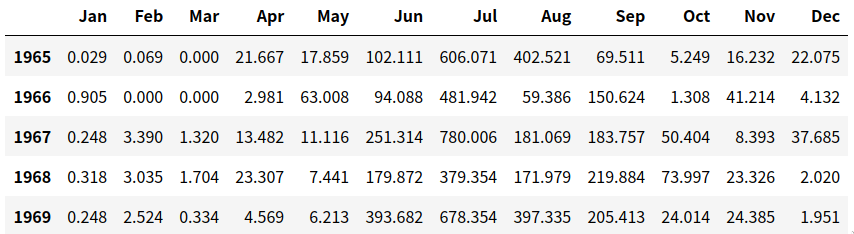 Jan Feb Mar Apr May Jun Jul Aug Sep Oct Nov Dec
1965 0.029 0.069 0.000 21.667 17.859 102.111 606.071 402.521 69.511 5.249 16.232 22.075
1966 0.905 0.000 0.000 2.981 63.008 94.088 481.942 59.386 150.624 1.308 41.214 4.132
1967 0.248 3.390 1.320 13.482 11.116 251.314 780.006 181.069 183.757 50.404 8.393 37.685
1968 0.318 3.035 1.704 23.307 7.441 179.872 379.354 171.979 219.884 73.997 23.326 2.020
1969 0.248 2.524 0.334 4.569 6.213 393.682 678.354 397.335 205.413 24.014 24.385 1.951